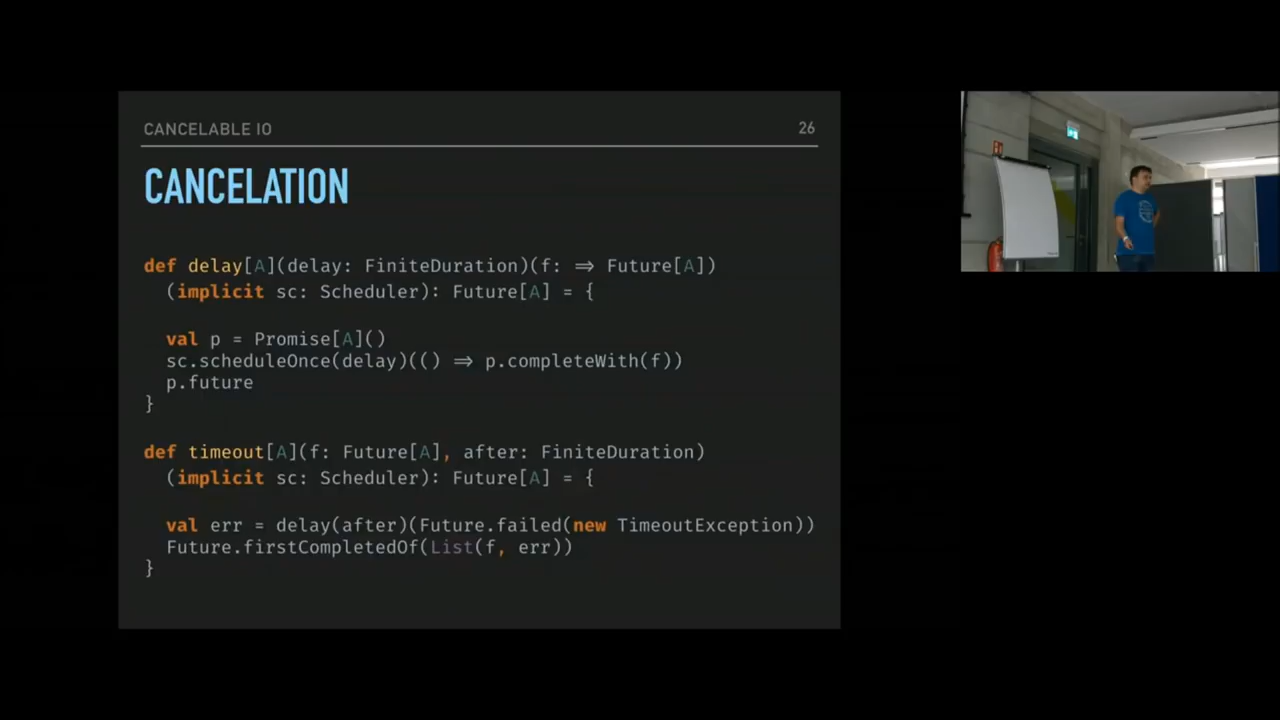 CANCELABLE IO
26
CANCELATION
def delay[A](delay: FiniteDuration)(f: ⇒ Future[A])
(implicit sc: Scheduler): Future[A] = {
val p = Promise[A]()
sc.scheduleOnce(delay)(() ⇒ p.completeWith(f))
p.future
}
def timeout[A](f: Future[A], after: FiniteDuration)
(implicit sc: Scheduler): Future[A] = {
val err = delay(after)(Future.failed(new TimeoutException))
Future.firstCompletedOf(List(f, err))
}